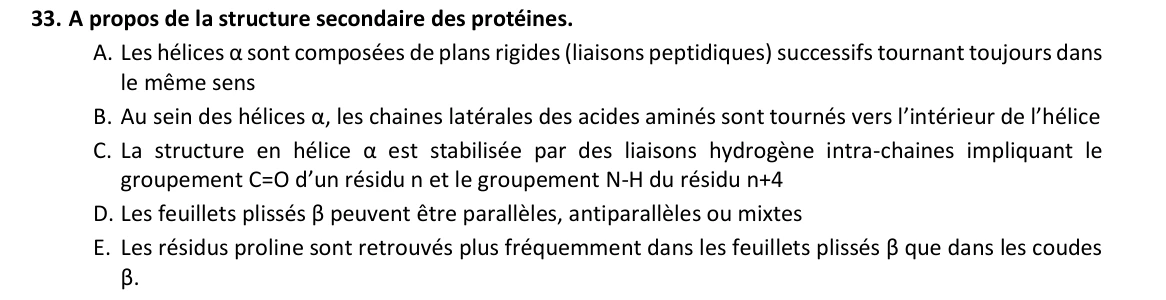 33. A propos de la structure secondaire des protéines.
A. Les hélices α sont composées de plans rigides (liaisons peptidiques) successifs tournant toujours dans
le même sens
B. Au sein des hélices α, les chaines latérales des acides aminés sont tournés vers l’intérieur de l’hélice
C. La structure en hélice α est stabilisée par des liaisons hydrogène intra-chaines impliquant le
groupement C=O d’un résidu n et le groupement N-H du résidu n+4
D. Les feuillets plissés β peuvent être parallèles, antiparallèles ou mixtes
E. Les résidus proline sont retrouvés plus fréquemment dans les feuillets plissés β que dans les coudes
β.